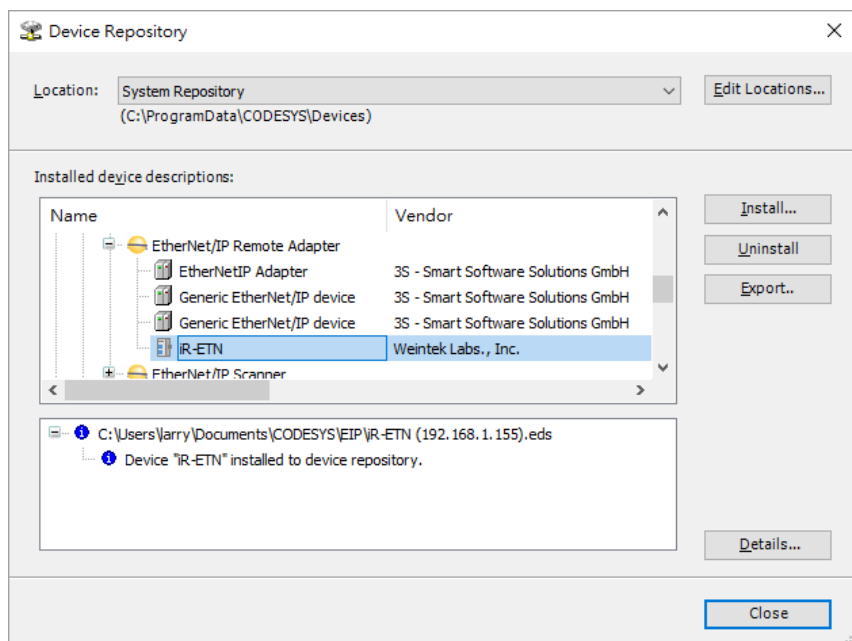 Device Repository
Location:
System Repository
Edit Locations...
(C:\ProgramData\CODESYS\Devices)
Installed device descriptions:
Name Vendor
Install...
EtherNet/IP Remote Adapter
EtherNetIP Adapter 3S - Smart Software Solutions GmbH
Uninstall
Generic EtherNet/IP device 3S - Smart Software Solutions GmbH
Export..
Generic EtherNet/IP device 3S - Smart Software Solutions GmbH
iR-ETN Weintek Labs., Inc.
EtherNet/IP Scanner
C:\Users\larry\Documents\CODESYS\EIP\iR-ETN (192.168.1.155).eds
Device "iR-ETN" installed to device repository.
Details...
Close